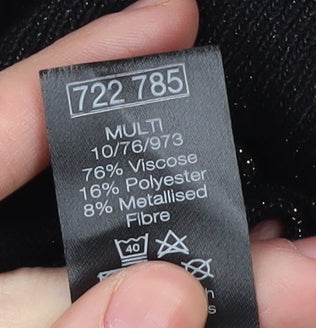 722 785
MULTI
10/76/973
76% Viscose
16% Polyester
8% Metallised
Fibre
40